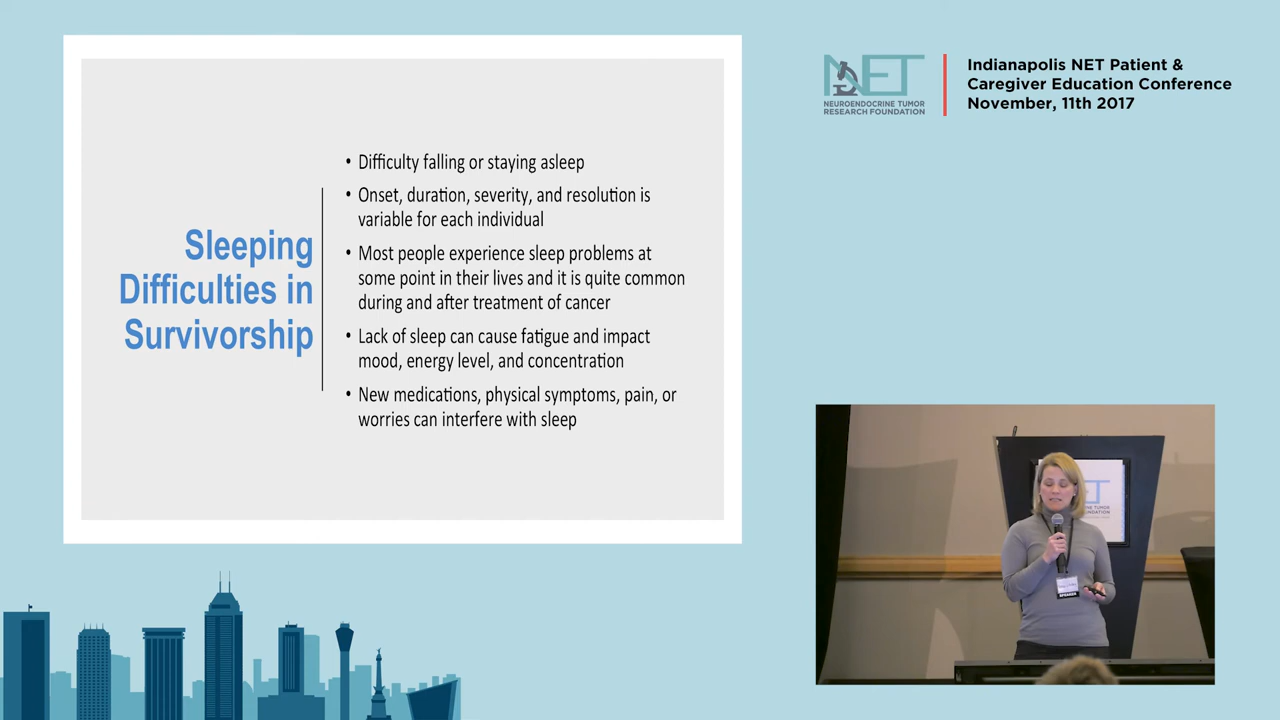 Sleeping
Difficulties in
Survivorship
• Difficulty falling or staying asleep
• Onset, duration, severity, and resolution is
variable for each individual
• Most people experience sleep problems at
some point in their lives and it is quite common
during and after treatment of cancer
• Lack of sleep can cause fatigue and impact
mood, energy level, and concentration
• New medications, physical symptoms, pain, or
worries can interfere with sleep
NET
NEUROENDOCRINE TUMOR
RESEARCH FOUNDATION
Indianapolis NET Patient &
Caregiver Education Conference
November, 11th 2017
SPEAKER